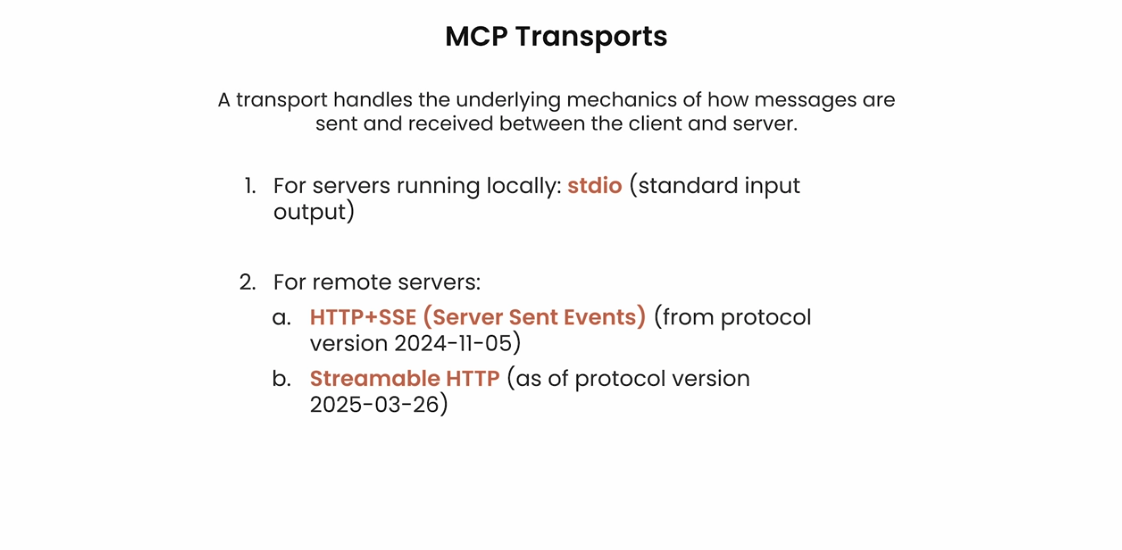 MCP Transports
A transport handles the underlying mechanics of how messages are
sent and received between the client and server.
1. For servers running locally: stdio (standard input
output)
2. For remote servers:
a. HTTP+SSE (Server Sent Events) (from protocol
version 2024-11-05)
b. Streamable HTTP (as of protocol version
2025-03-26)